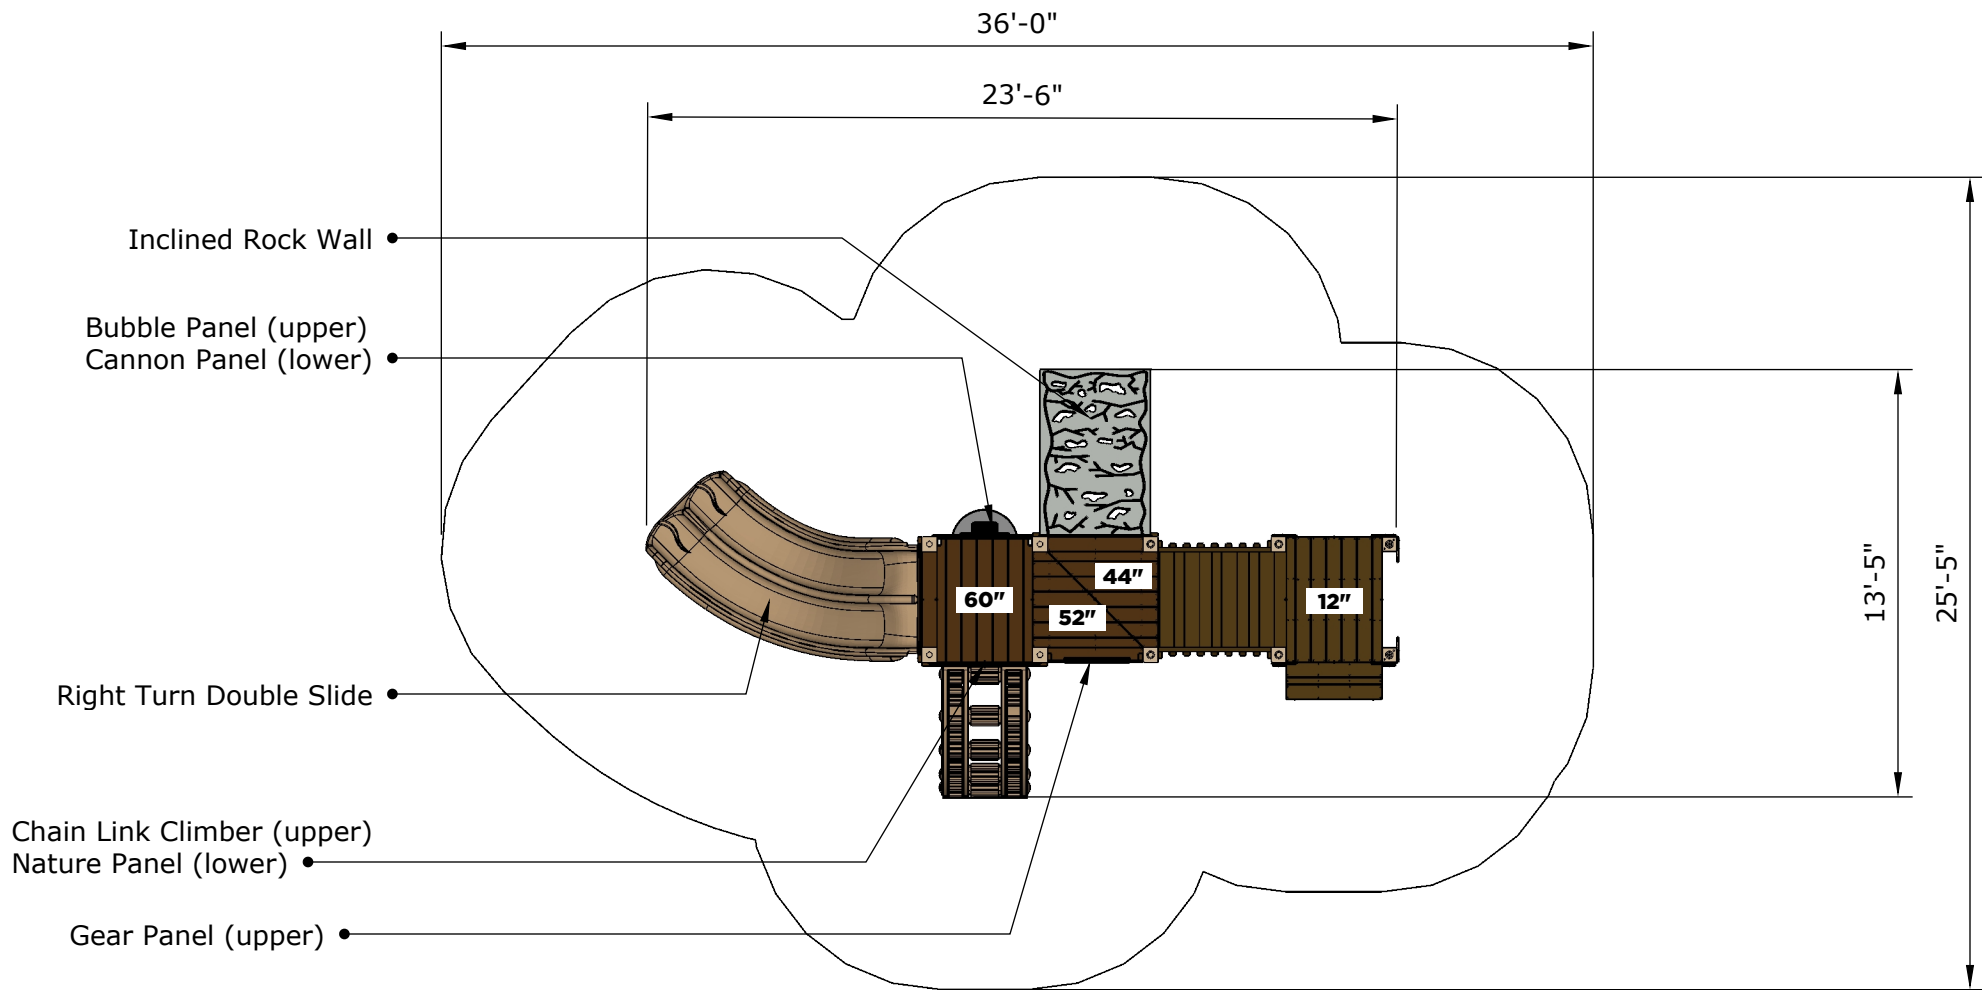 36'-0"
23'-6"
Inclined Rock Wall
Bubble Panel (upper)
Cannon Panel (lower)
44"
60"
12"
52"
13'-5"
25'-5"
Right Turn Double Slide
Chain Link Climber (upper)
Nature Panel (lower)
Gear Panel (upper)